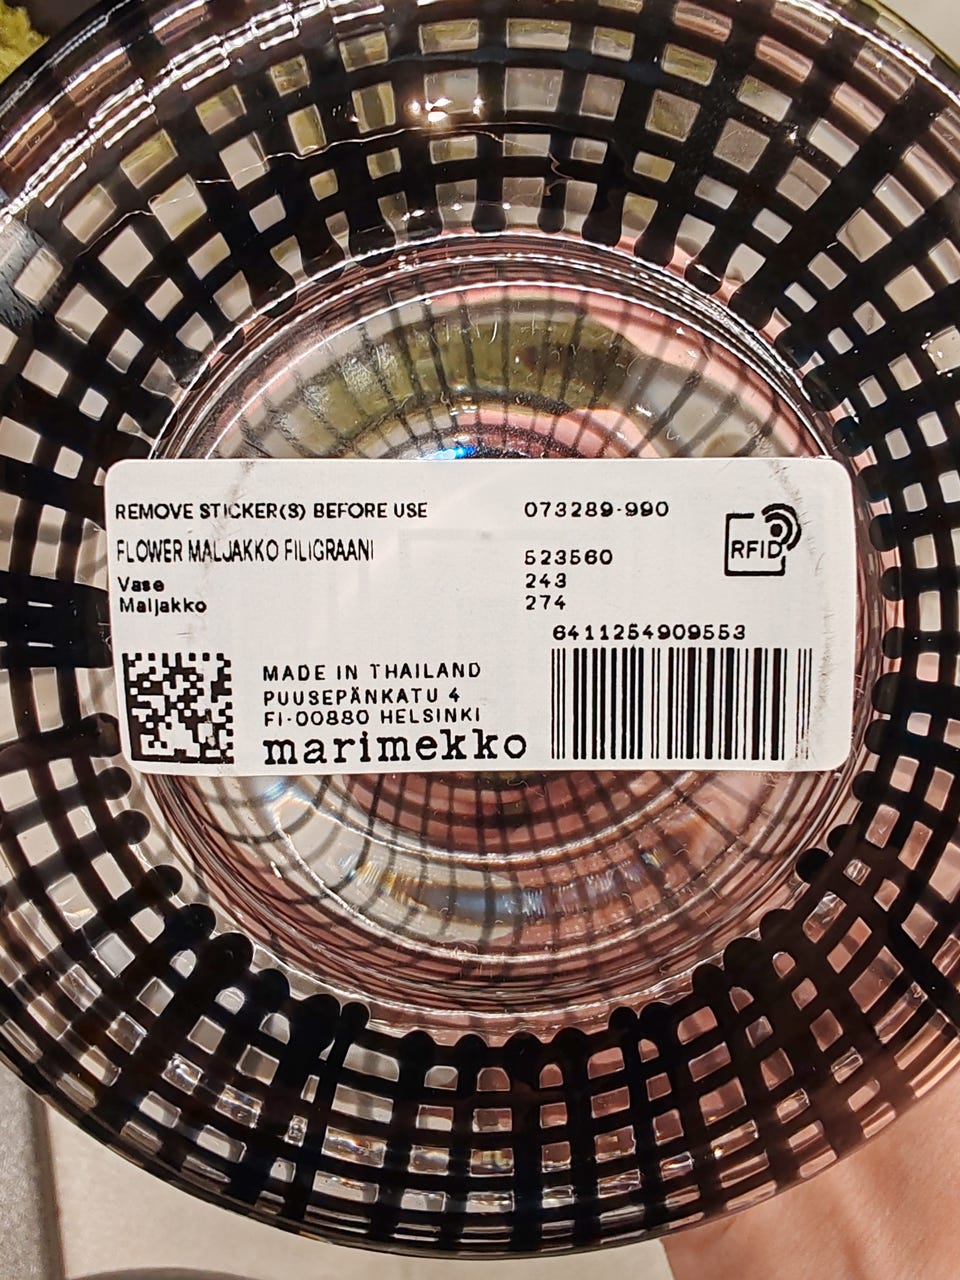 REMOVE STICKER(S) BEFORE USE
073289-990
FLOWER MALJAKKO FILIGRAANI
523560
Vase
243
Maljakko
274
RFID
6411254909553
MADE IN THAILAND
PUUSEPÄNKATU 4
FI-00880 HELSINKI
marimekko